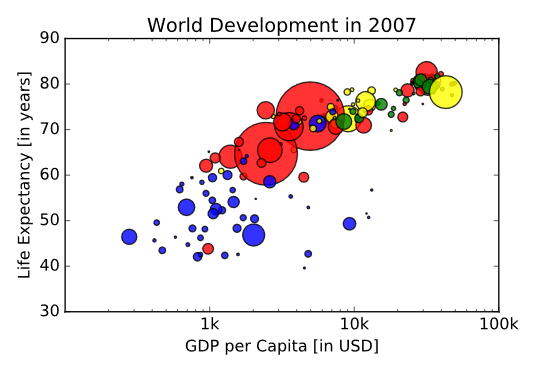 World Development in 2007
90
80
70
60
50
40
30
Life Expectancy [in years]
1k
10k
100k
GDP per Capita [in USD]